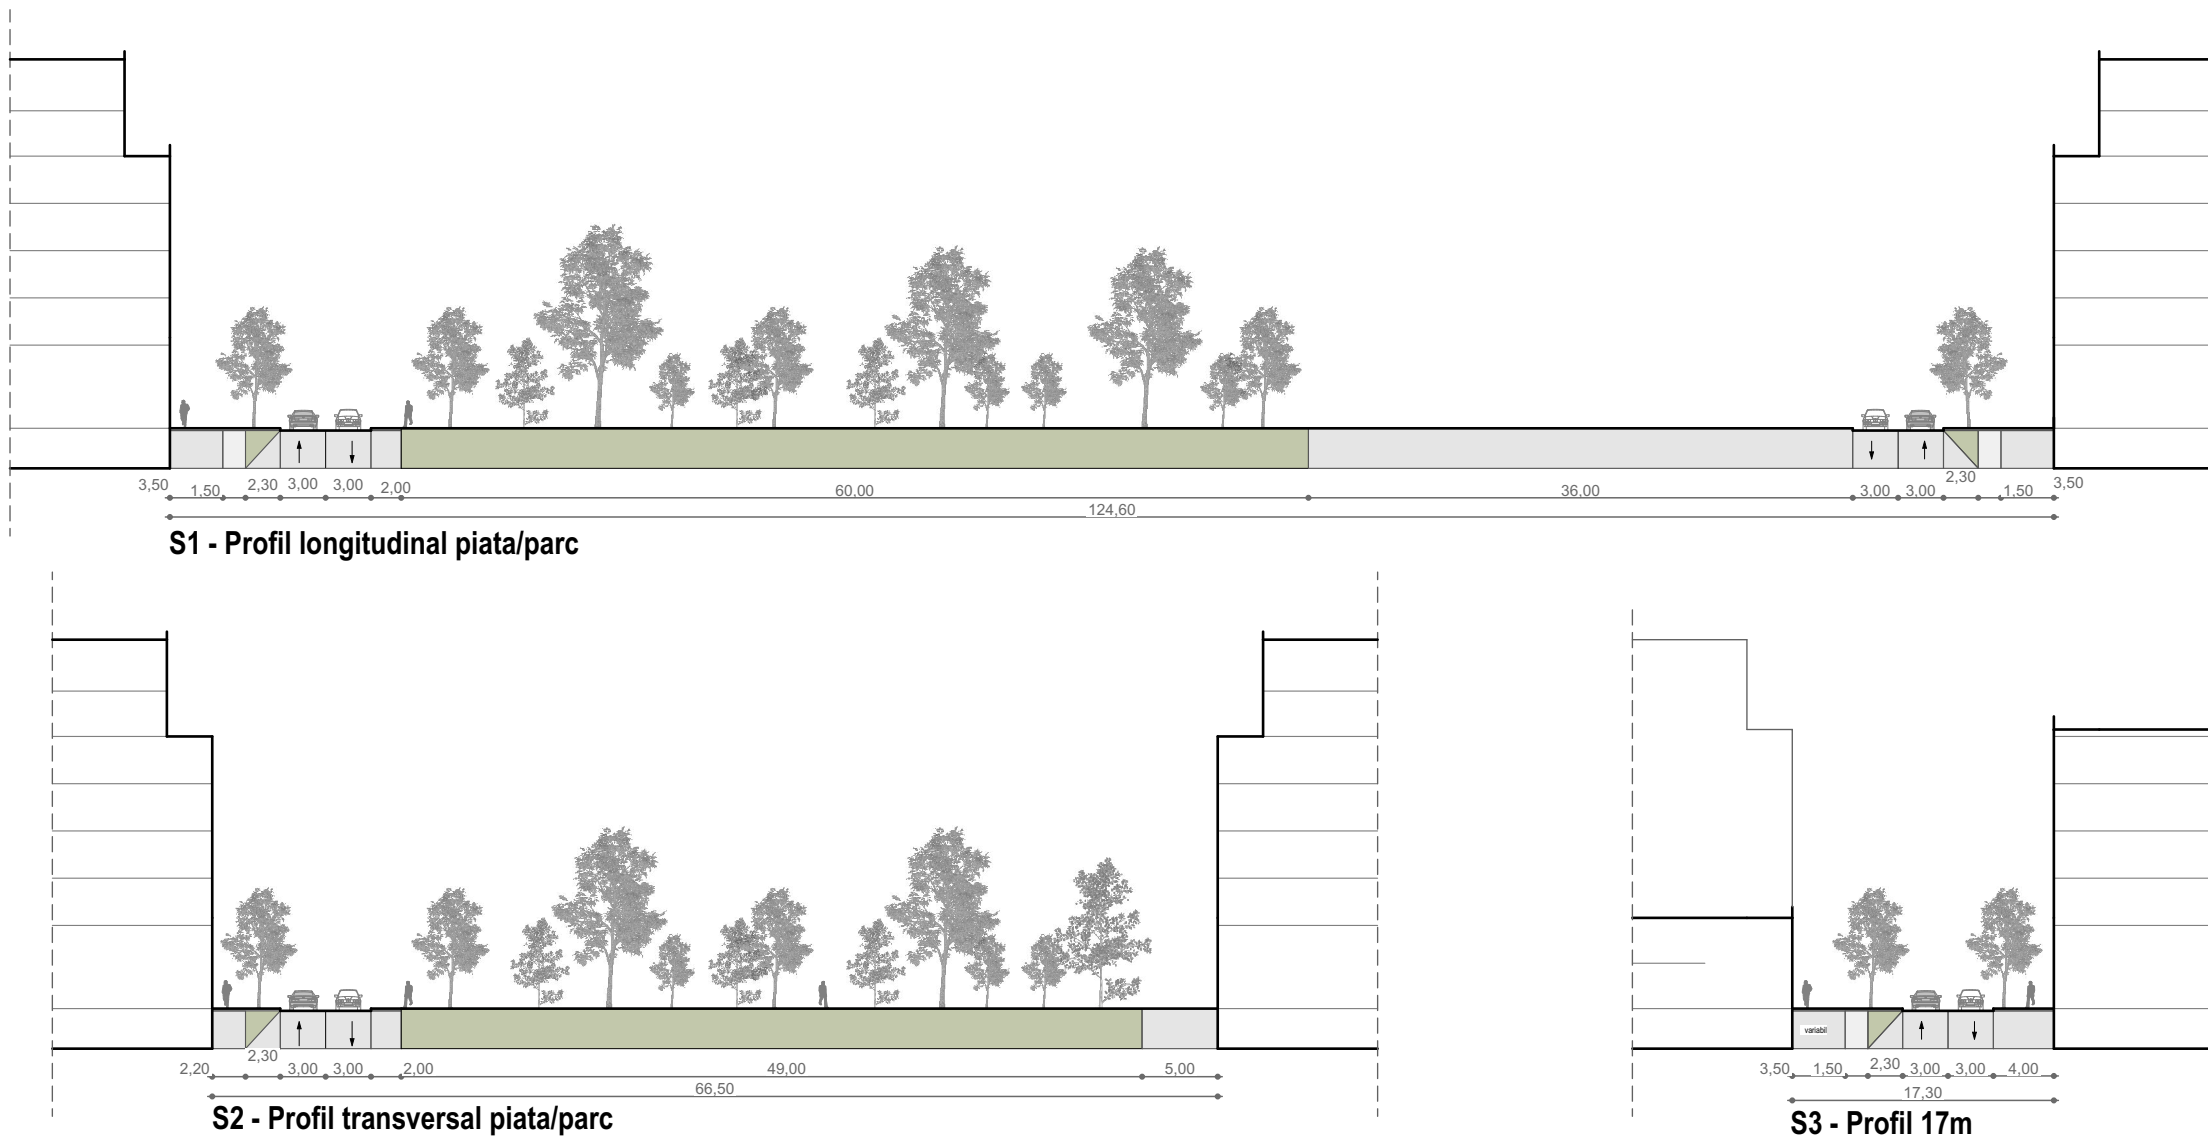 3,50 1,50 2,30 3,00 3,00 2,00 60,00 36,00 3,00 3,00 2,30 1,50 3,50
124,60
S1 - Profil longitudinal piata/parc
2,20 2,30 3,00 3,00 2,00 49,00 5,00
66,50
S2 - Profil transversal piata/parc
variabil
3,50 1,50 2,30 3,00 3,00 4,00
17,30
S3 - Profil 17m